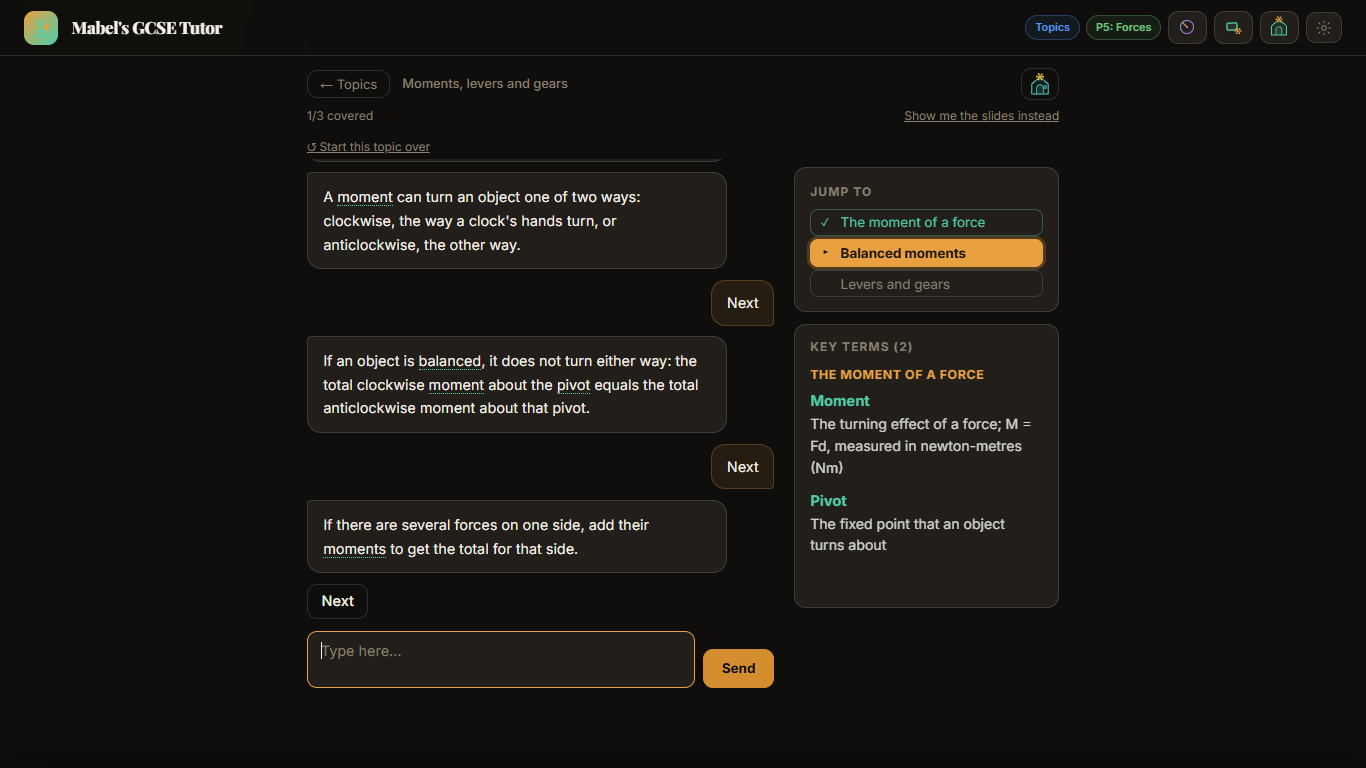 Mabel's GCSE Tutor
Topics
P5: Forces
← Topics
Moments, levers and gears
1/3 covered
Show me the slides instead
↺ Start this topic over
A moment can turn an object one of two ways:
clockwise, the way a clock's hands turn, or
anticlockwise, the other way.
Next
If an object is balanced, it does not turn either way: the
total clockwise moment about the pivot equals the total
anticlockwise moment about that pivot.
Next
If there are several forces on one side, add their
moments to get the total for that side.
Next
Type here...
Send
JUMP TO
✓ The moment of a force
‣ Balanced moments
Levers and gears
KEY TERMS (2)
THE MOMENT OF A FORCE
Moment
The turning effect of a force; M =
Fd, measured in newton-metres
(Nm)
Pivot
The fixed point that an object
turns about